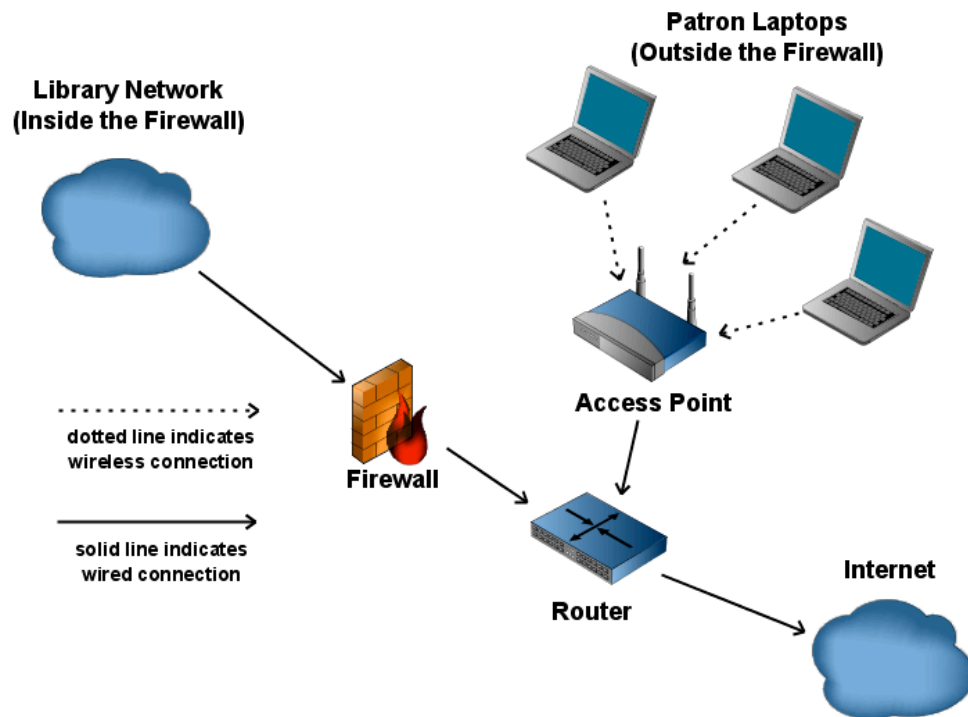 Patron Laptops
(Outside the Firewall)
Library Network
(Inside the Firewall)
Access Point
dotted line indicates
wireless connection
Firewall
solid line indicates
wired connection
Router
Internet